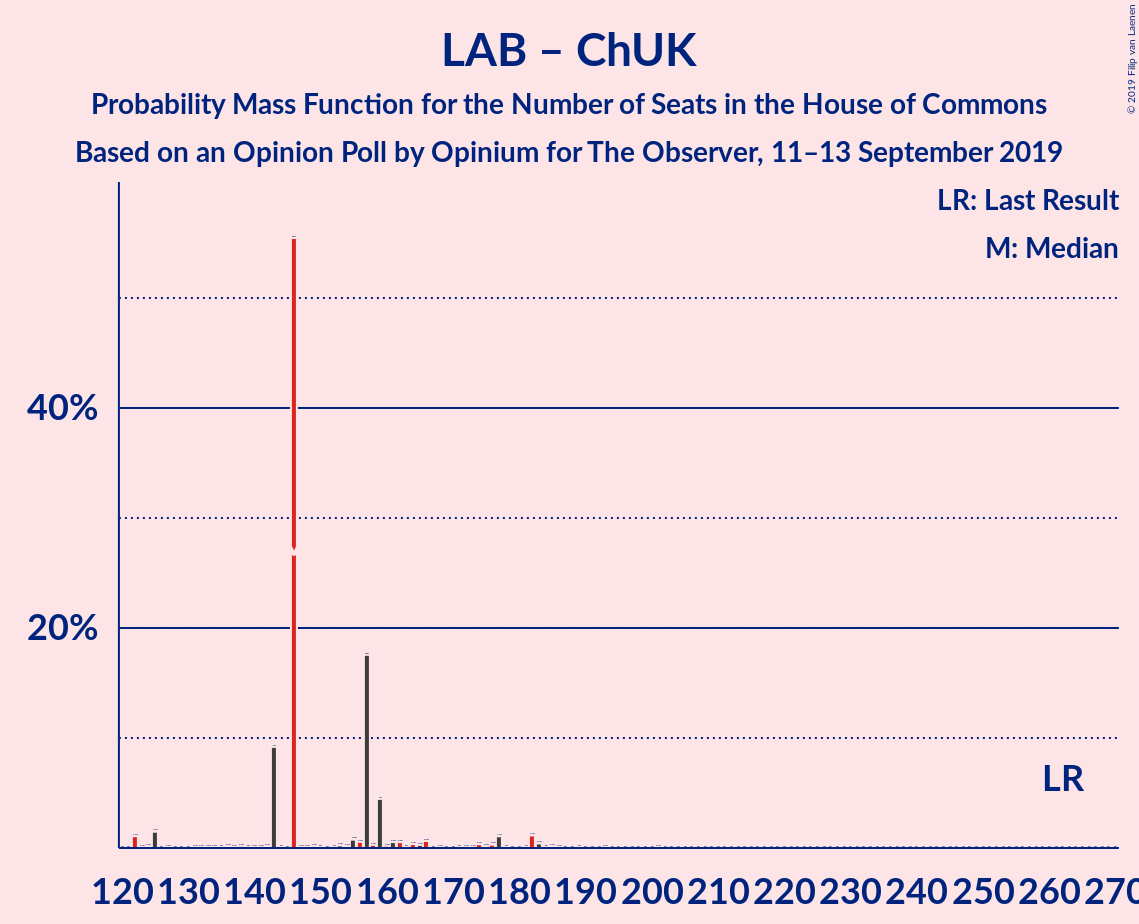 LAB – ChUK
Probability Mass Function for the Number of Seats in the House of Commons
Based on an Opinion Poll by Opinium for The Observer, 11–13 September 2019
© 2019 Filip van Laenen
LR: Last Result
M: Median
40%
20%
LR
120 130 140 150 160 170 180 190 200 210 220 230 240 250 260 270